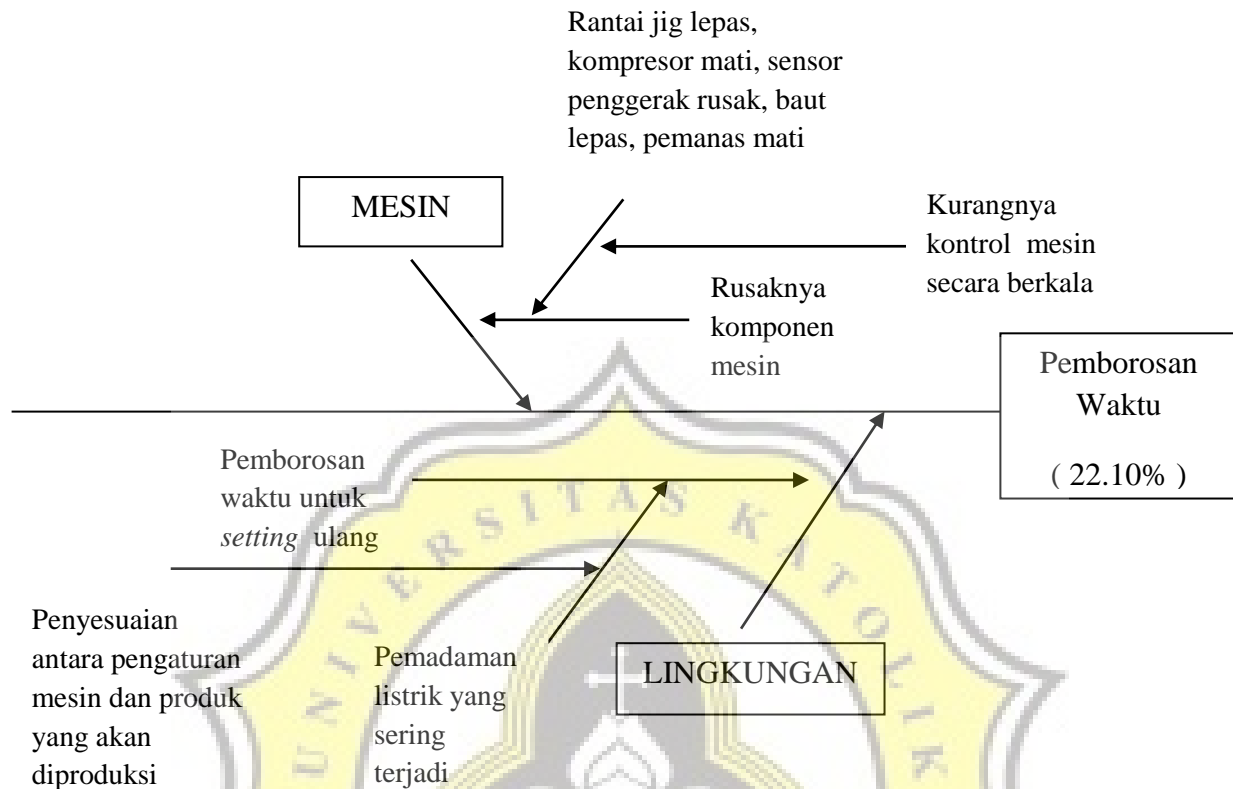 Rantai jig lepas,
kompresor mati, sensor
penggerak rusak, baut
lepas, pemanas mati
MESIN
Kurangnya
kontrol mesin
secara berkala
Rusaknya
komponen
mesin
Pemborosan
Waktu
( 22.10% )
Pemborosan
waktu untuk
setting ulang
Penyesuaian
antara pengaturan
mesin dan produk
yang akan
diproduksi
Pemadaman
listrik yang
sering
terjadi
LINGKUNGAN
UNIVERSITAS KATOLIK